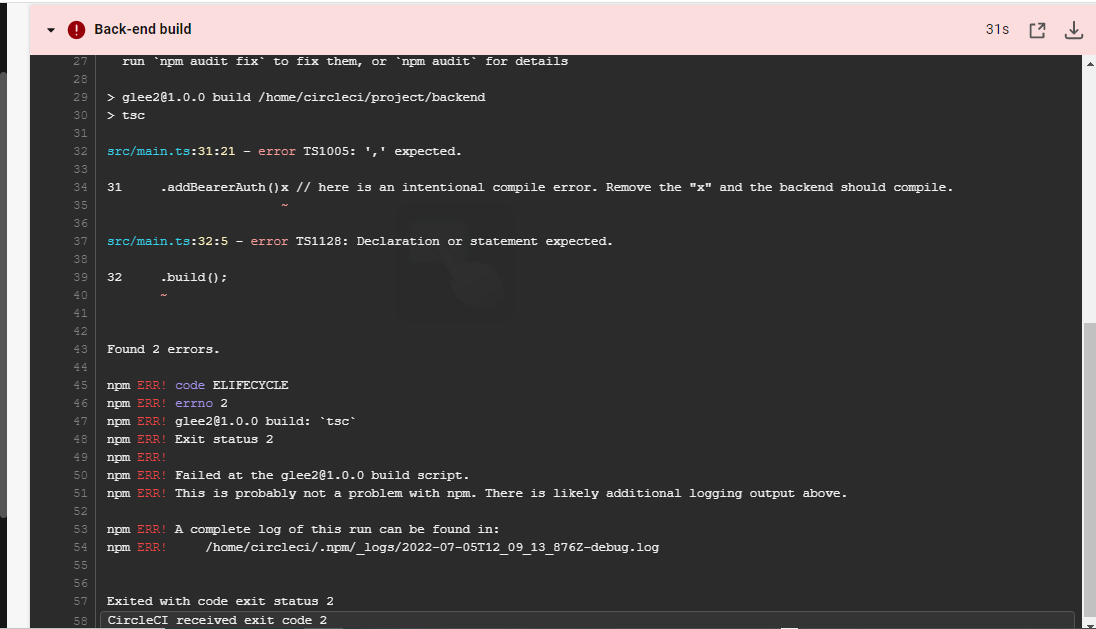 Back-end build 31s
27 run `npm audit fix` to fix them, or `npm audit` for details
28
29 > glee2@1.0.0 build /home/circleci/project/backend
30 > tsc
31
32 src/main.ts:31:21 - error TS1005: ',' expected.
33
34 31 .addBearerAuth()x // here is an intentional compile error. Remove the "x" and the backend should compile.
35 ~
36
37 src/main.ts:32:5 - error TS1128: Declaration or statement expected.
38
39 32 .build();
40 ~
41
42
43 Found 2 errors.
44
45 npm ERR! code ELIFECYCLE
46 npm ERR! errno 2
47 npm ERR! glee2@1.0.0 build: `tsc`
48 npm ERR! Exit status 2
49 npm ERR!
50 npm ERR! Failed at the glee2@1.0.0 build script.
51 npm ERR! This is probably not a problem with npm. There is likely additional logging output above.
52
53 npm ERR! A complete log of this run can be found in:
54 npm ERR! /home/circleci/.npm/_logs/2022-07-05T12_09_13_876Z-debug.log
55
56
57 Exited with code exit status 2
58 CircleCI received exit code 2